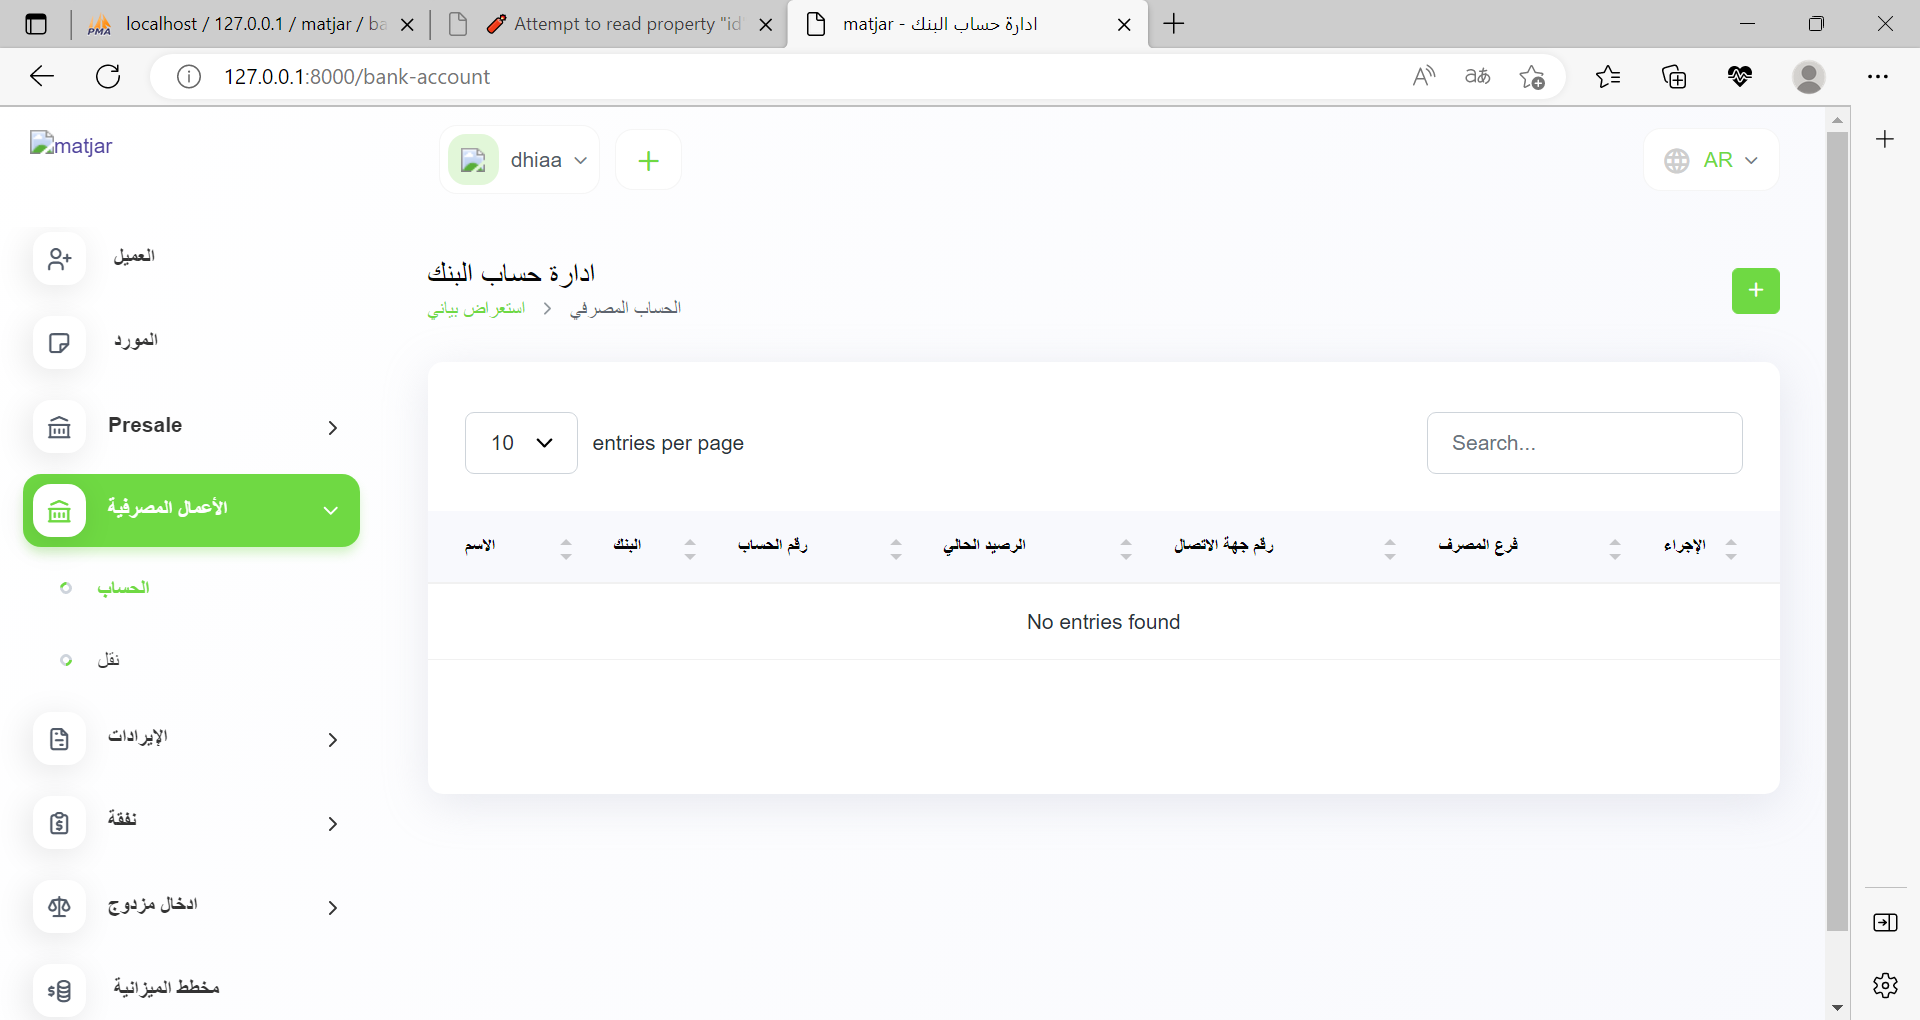 localhost / 127.0.0.1 / matjar / ba
Attempt to read property "id"
matjar - ادارة حساب البنك
127.0.0.1:8000/bank-account
matjar
dhiaa
AR
العميل
المورد
Presale
الأعمال المصرفية
الحساب
نقل
الإيرادات
نفقة
ادخال مزدوج
مخطط الميزانية
ادارة حساب البنك
استعراض بياني > الحساب المصرفي
10 entries per page
Search...
الاسم
البنك
رقم الحساب
الرصيد الحالي
رقم جهة الاتصال
فرع المصرف
الإجراء
No entries found